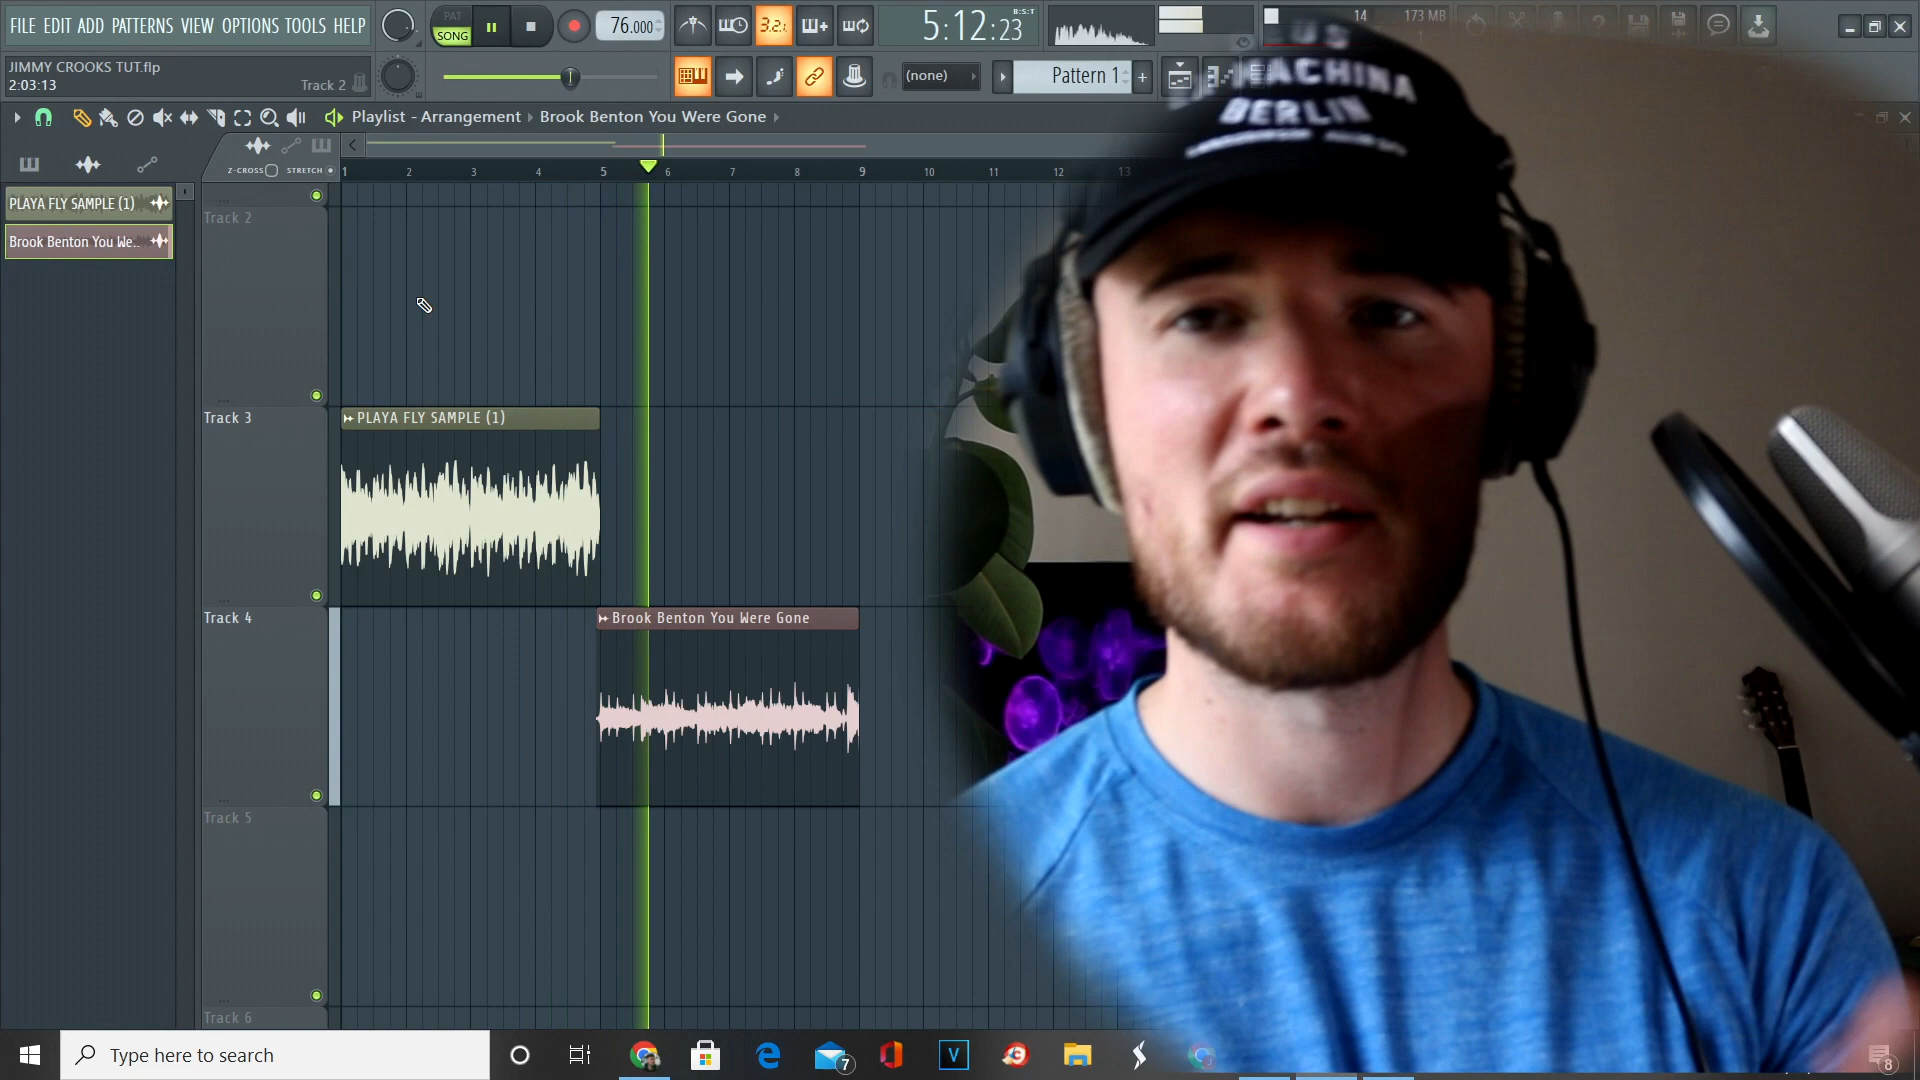 FILE EDIT ADD PATTERNS VIEW OPTIONS TOOLS HELP
PAT
SONG
76.000
3.2.
5:12:23
B:S:T
14
173 MB
1
JIMMY CROOKS TUT.flp
2:03:13
Track 2
(none)
Pattern 1
Playlist - Arrangement
Brook Benton You Were Gone
Z-CROSS
STRETCH
1 2 3 4 5 6 7 8 9 10 11 12 13
PLAYA FLY SAMPLE (1)
Brook Benton You We..
Track 2
Track 3
PLAYA FLY SAMPLE (1)
Track 4
Brook Benton You Were Gone
Track 5
Track 6
US
MACHINA
BERLIN
Type here to search
7
V
8